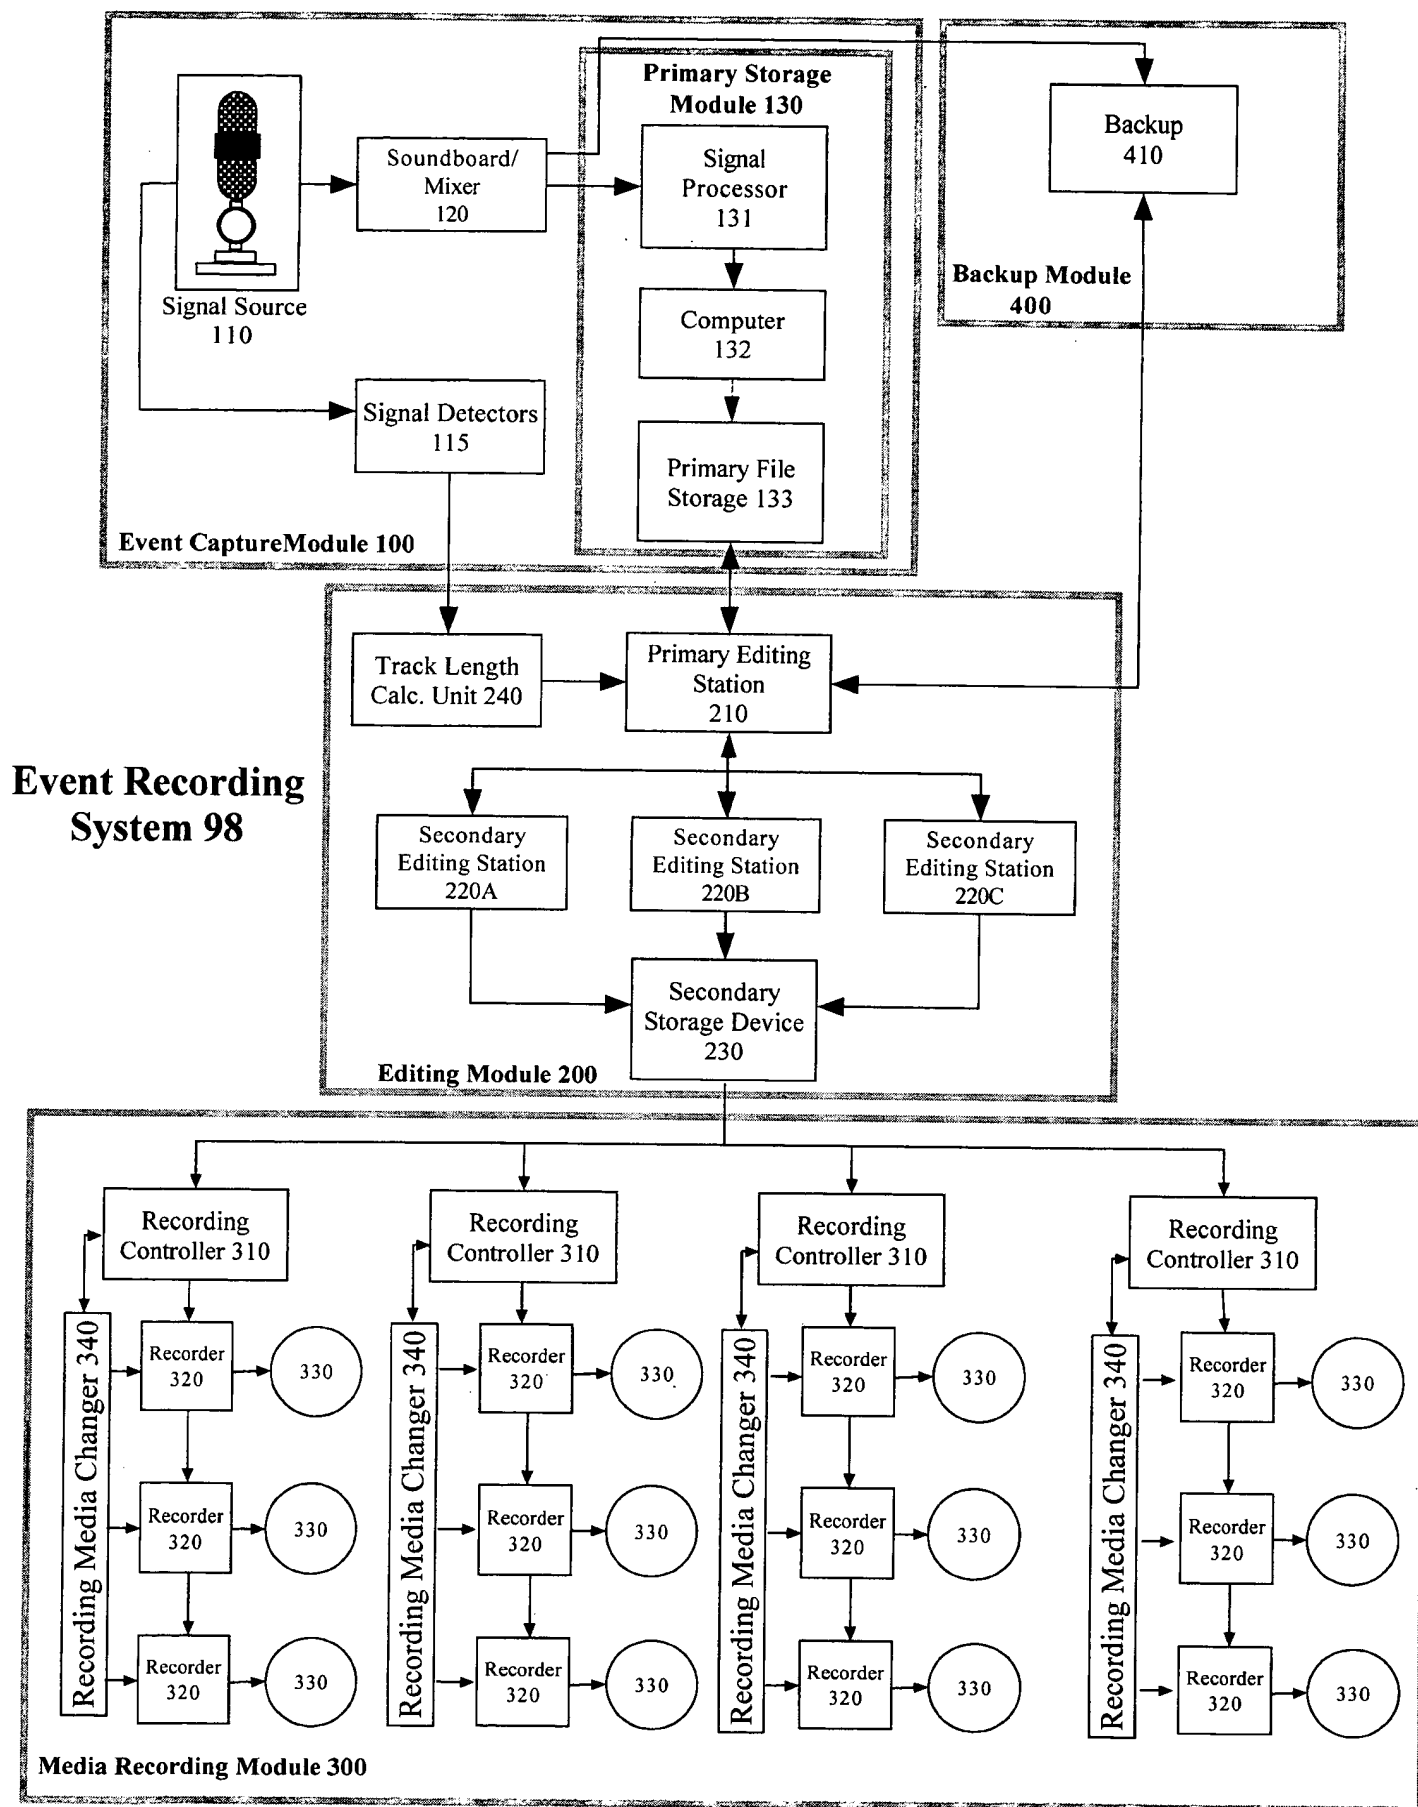 Primary Storage
Module 130
Signal Source
110
Soundboard/
Mixer
120
Signal
Processor
131
Backup
410
Computer
132
Backup Module
400
Signal Detectors
115
Primary File
Storage 133
Event CaptureModule 100
Track Length
Calc. Unit 240
Primary Editing
Station
210
Event Recording
System 98
Secondary
Editing Station
220A
Secondary
Editing Station
220B
Secondary
Editing Station
220C
Secondary
Storage Device
230
Editing Module 200
Recording
Controller 310
Recording
Controller 310
Recording
Controller 310
Recording
Controller 310
Recording Media Changer 340
Recorder
320
330
Recorder
320
330
Recorder
320
330
Recording Media Changer 340
Recorder
320
330
Recorder
320
330
Recorder
320
330
Recording Media Changer 340
Recorder
320
330
Recorder
320
330
Recorder
320
330
Recording Media Changer 340
Recorder
320
330
Recorder
320
330
Recorder
320
330
Media Recording Module 300